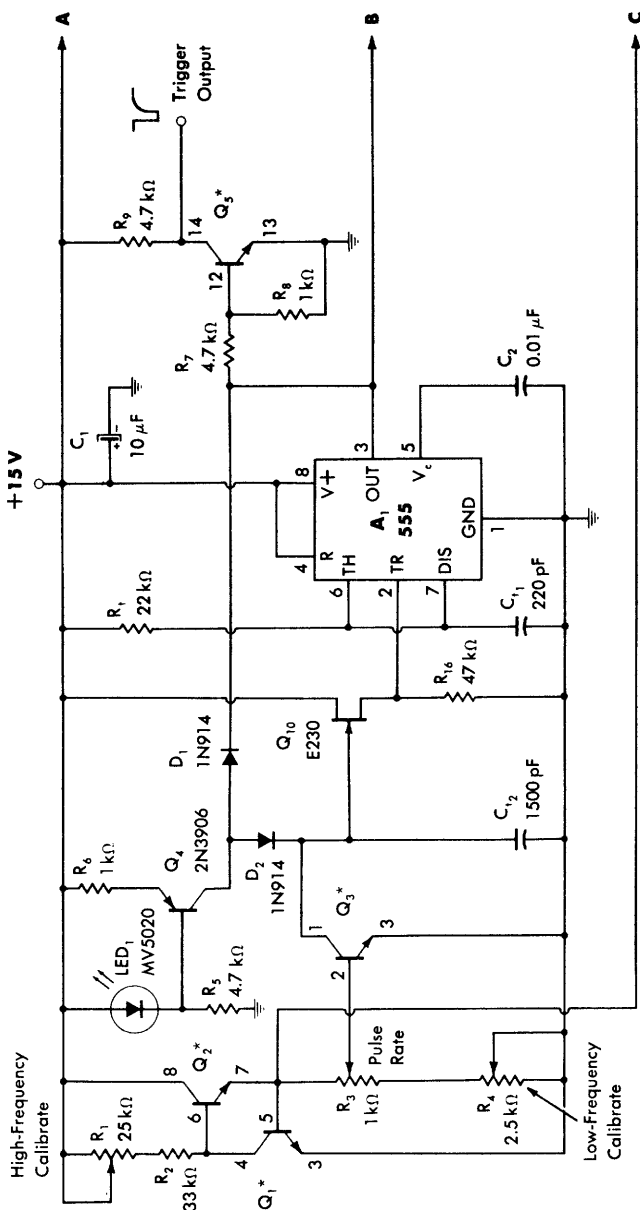 A
B
C
+15V
High-Frequency
Calibrate
R1
25 kΩ
R2
33 kΩ
Q1*
4
5
3
Q2*
8
6
7
LED1
MV5020
R5
4.7 kΩ
R6
1 kΩ
Q4
2N3906
D1
1N914
D2
1N914
1
2
Q3*
3
R3
1 kΩ
Pulse
Rate
R4
2.5 kΩ
Low-Frequency
Calibrate
Q10
E230
Ct2
1500 pF
R16
47 kΩ
Rt
22 kΩ
Ct1
220 pF
C1
+
−
10 μF
4
8
R
V+
6
TH
A1
555
OUT
3
2
TR
7
DIS
Vc
5
GND
1
C2
0.01 μF
R7
4.7 kΩ
R8
1 kΩ
R9
4.7 kΩ
12
14
13
Q5*
Trigger
Output